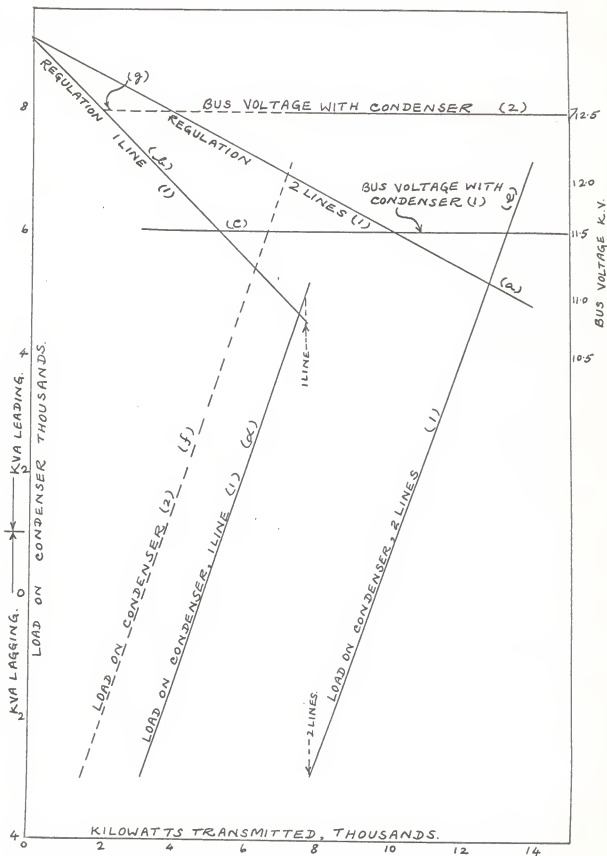 (g)
8
BUS VOLTAGE WITH CONDENSER (2)
12.5
REGULATION
1 LINE
(b)
(1)
REGULATION
2 LINES (1)
BUS VOLTAGE WITH
CONDENSER (1)
(e)
12.0
6
(c)
11.5
(a)
11.0
10.5
BUS VOLTAGE K.V.
1 LINE
4
2
0
2
4
KVA LEADING.
KVA LAGGING.
LOAD ON CONDENSER THOUSANDS.
LOAD ON CONDENSER (2) (f)
LOAD ON CONDENSER, 1 LINE (1) (d)
LOAD ON CONDENSER, 2 LINES (1)
2 LINES.
KILOWATTS TRANSMITTED, THOUSANDS.
0 2 4 6 8 10 12 14